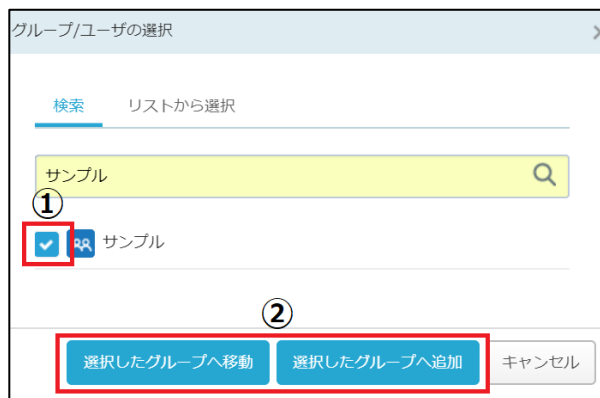 グループ/ユーザの選択
検索 リストから選択
サンプル
①
サンプル
②
選択したグループへ移動 選択したグループへ追加 キャンセル